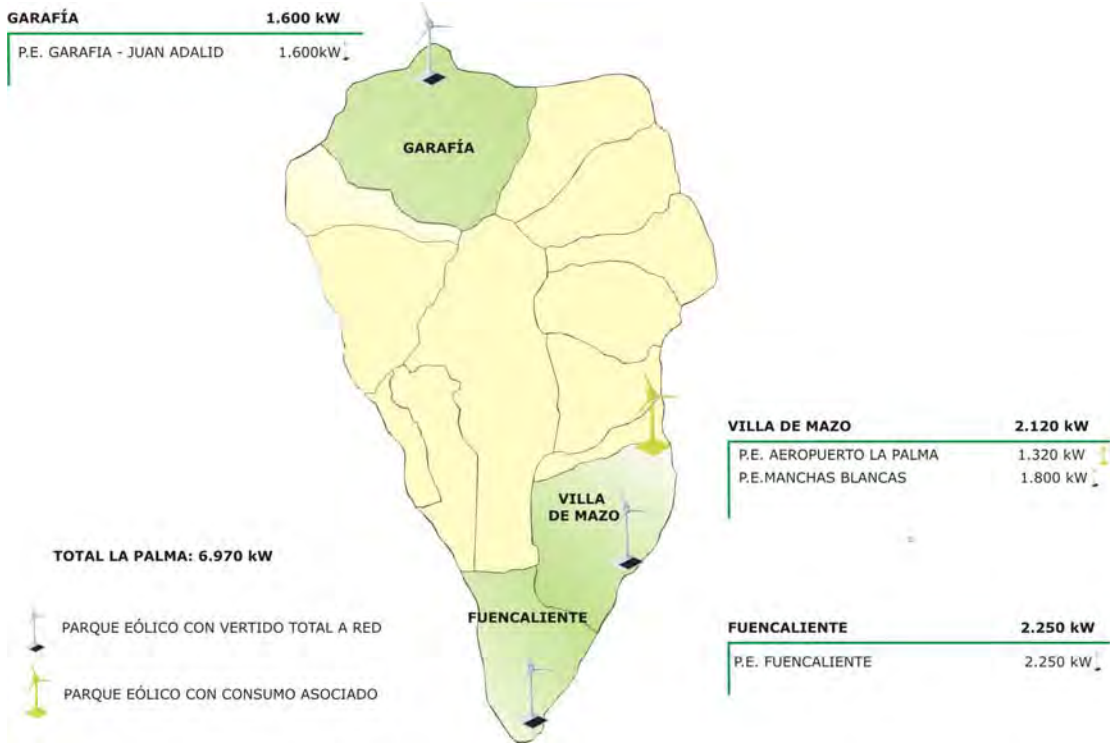 GARAFÍA 1.600 kW
P.E. GARAFIA - JUAN ADALID 1.600kW
GARAFÍA
VILLA DE MAZO 2.120 kW
P.E. AEROPUERTO LA PALMA 1.320 kW
P.E.MANCHAS BLANCAS 1.800 kW
VILLA
DE MAZO
TOTAL LA PALMA: 6.970 kW
FUENCALIENTE
PARQUE EÓLICO CON VERTIDO TOTAL A RED
PARQUE EÓLICO CON CONSUMO ASOCIADO
FUENCALIENTE 2.250 kW
P.E. FUENCALIENTE 2.250 kW